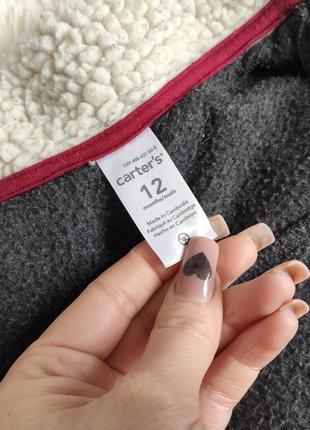 carter's®
12
months/mois
Made in Cambodia
Fabriqué au Cambodge
Hecho en Camboya